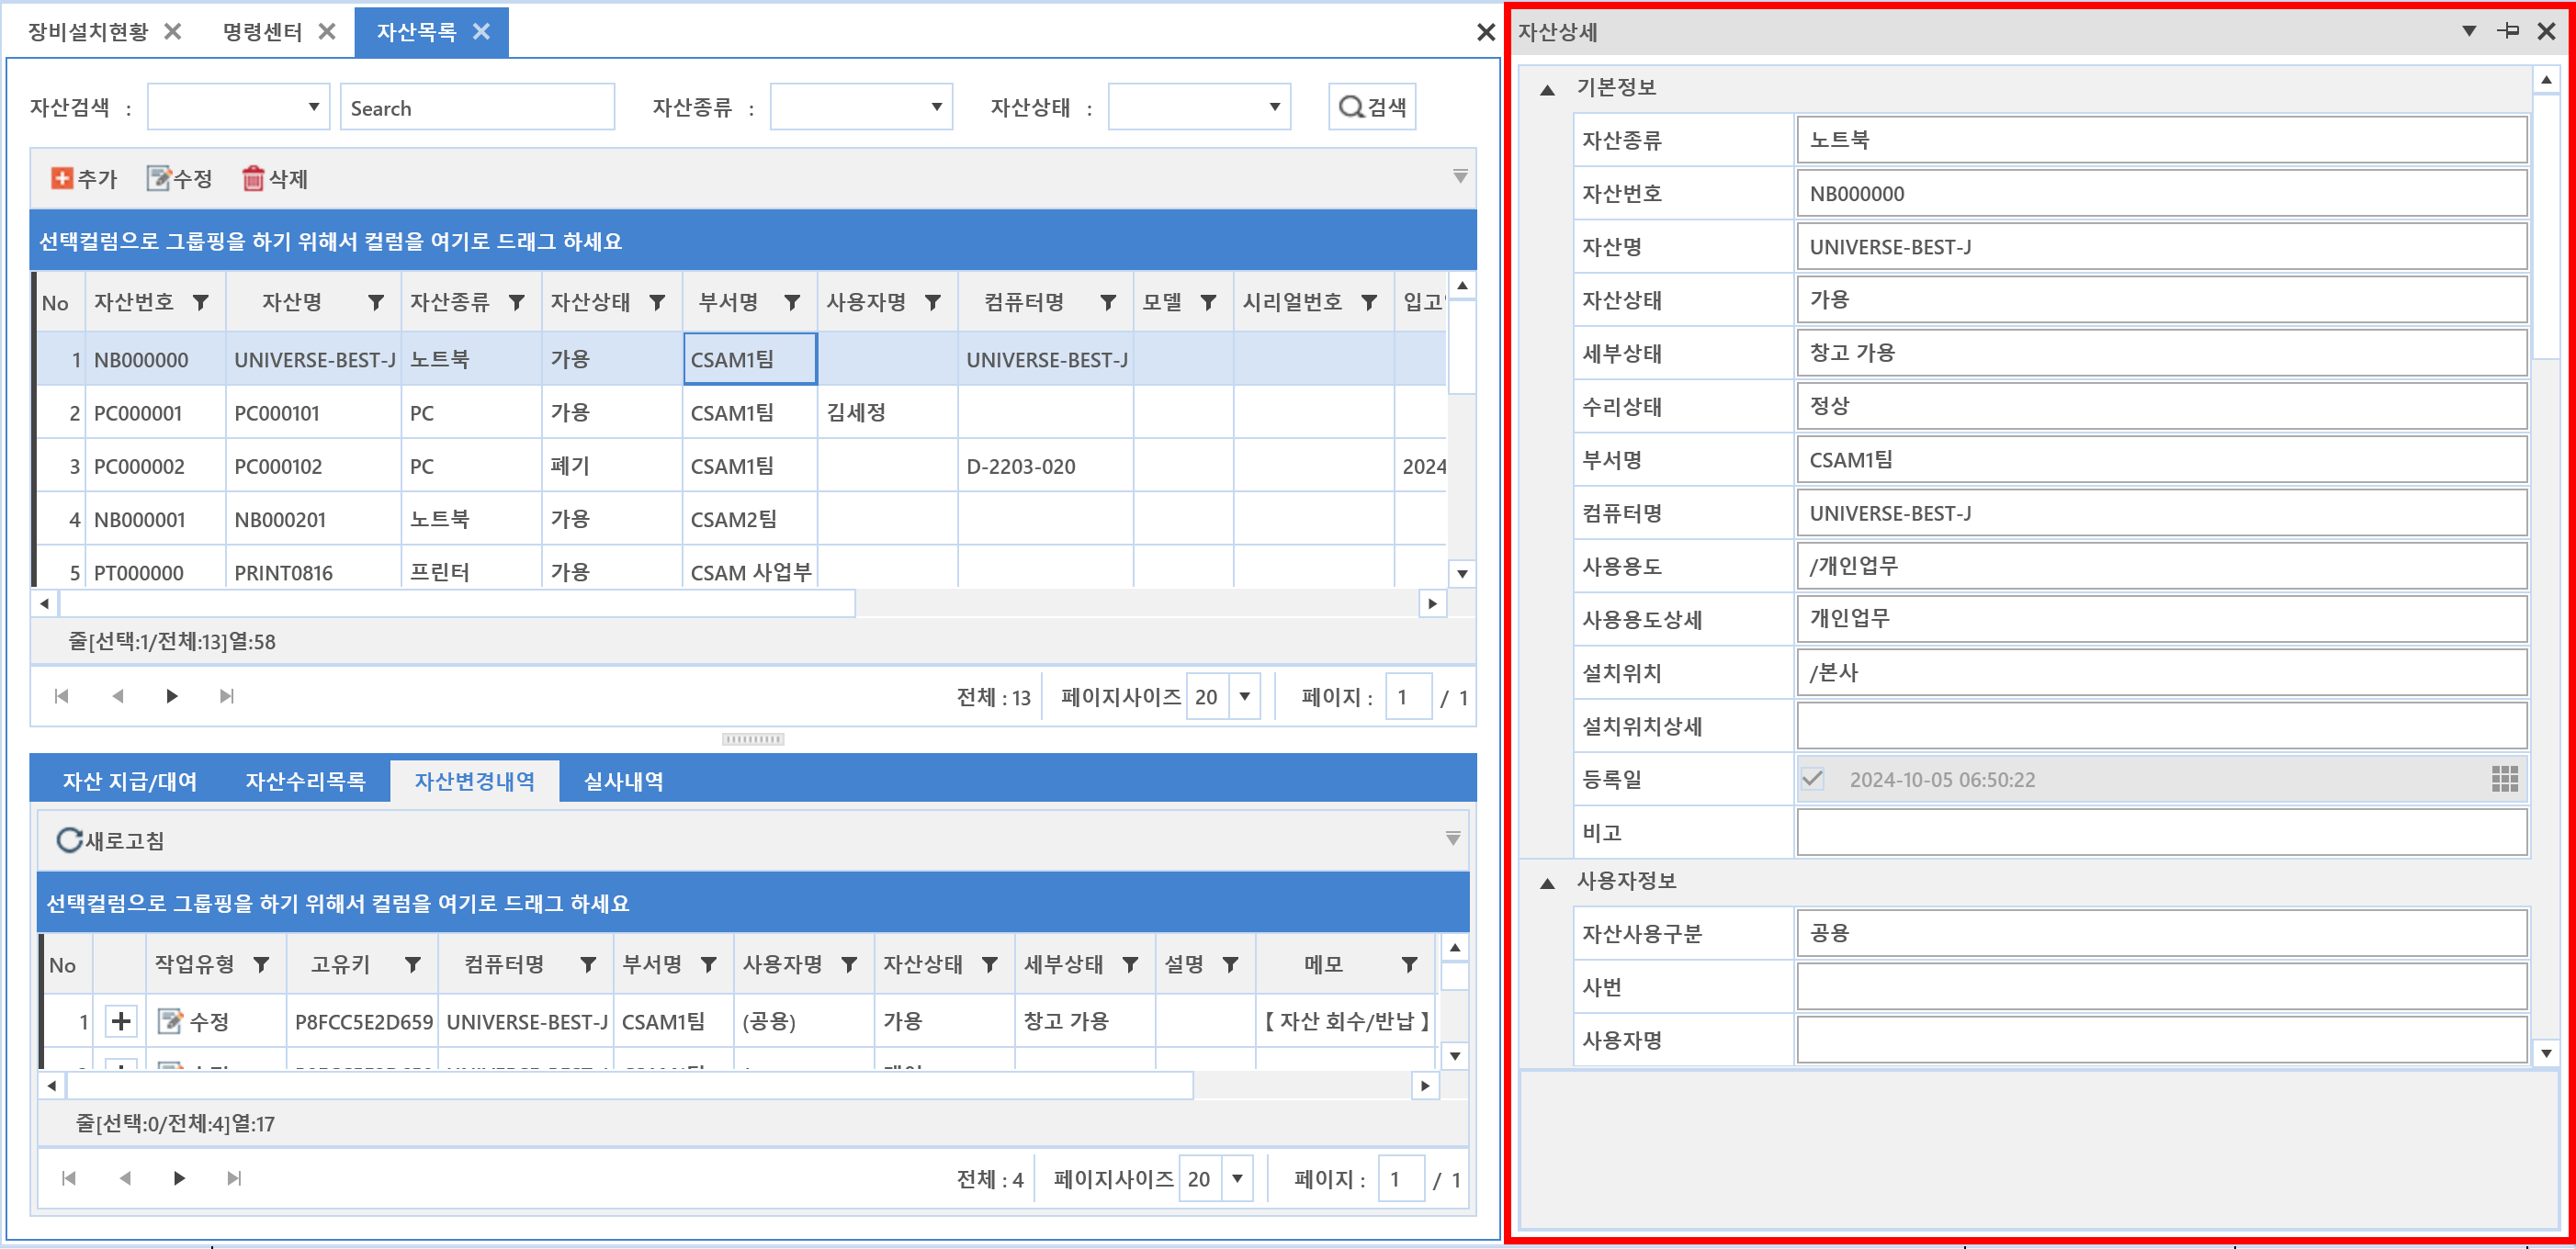 장비설치현황 명령센터 자산목록
자산검색 : Search 자산종류 : 자산상태 : 검색
추가 수정 삭제
선택컬럼으로 그룹핑을 하기 위해서 컬럼을 여기로 드래그 하세요
No 자산번호 자산명 자산종류 자산상태 부서명 사용자명 컴퓨터명 모델 시리얼번호 입고
1 NB000000 UNIVERSE-BEST-J 노트북 가용 CSAM1팀 UNIVERSE-BEST-J
2 PC000001 PC000101 PC 가용 CSAM1팀 김세정
3 PC000002 PC000102 PC 폐기 CSAM1팀 D-2203-020 2024
4 NB000001 NB000201 노트북 가용 CSAM2팀
5 PT000000 PRINT0816 프린터 가용 CSAM 사업부
줄[선택:1/전체:13]열:58
전체 : 13 페이지사이즈 20 페이지 : 1 / 1
자산 지급/대여 자산수리목록 자산변경내역 실사내역
새로고침
선택컬럼으로 그룹핑을 하기 위해서 컬럼을 여기로 드래그 하세요
No 작업유형 고유키 컴퓨터명 부서명 사용자명 자산상태 세부상태 설명 메모
1 수정 P8FCC5E2D659 UNIVERSE-BEST-J CSAM1팀 (공용) 가용 창고 가용 【 자산 회수/반납 】
줄[선택:0/전체:4]열:17
전체 : 4 페이지사이즈 20 페이지 : 1 / 1
자산상세
기본정보
자산종류 노트북
자산번호 NB000000
자산명 UNIVERSE-BEST-J
자산상태 가용
세부상태 창고 가용
수리상태 정상
부서명 CSAM1팀
컴퓨터명 UNIVERSE-BEST-J
사용용도 /개인업무
사용용도상세 개인업무
설치위치 /본사
설치위치상세
등록일 2024-10-05 06:50:22
비고
사용자정보
자산사용구분 공용
사번
사용자명